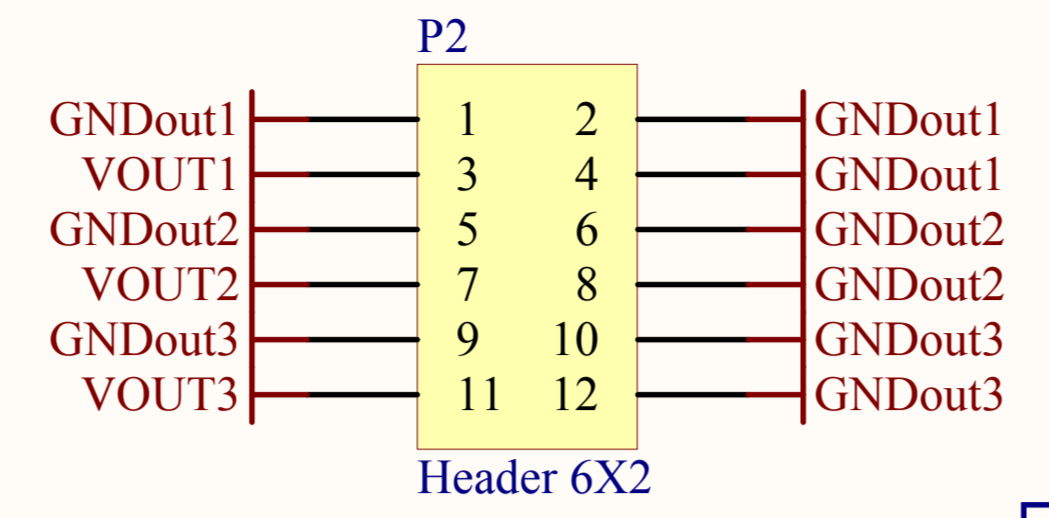 P2
GNDout1 1 2 GNDout1
VOUT1 3 4 GNDout1
GNDout2 5 6 GNDout2
VOUT2 7 8 GNDout2
GNDout3 9 10 GNDout3
VOUT3 11 12 GNDout3
Header 6X2